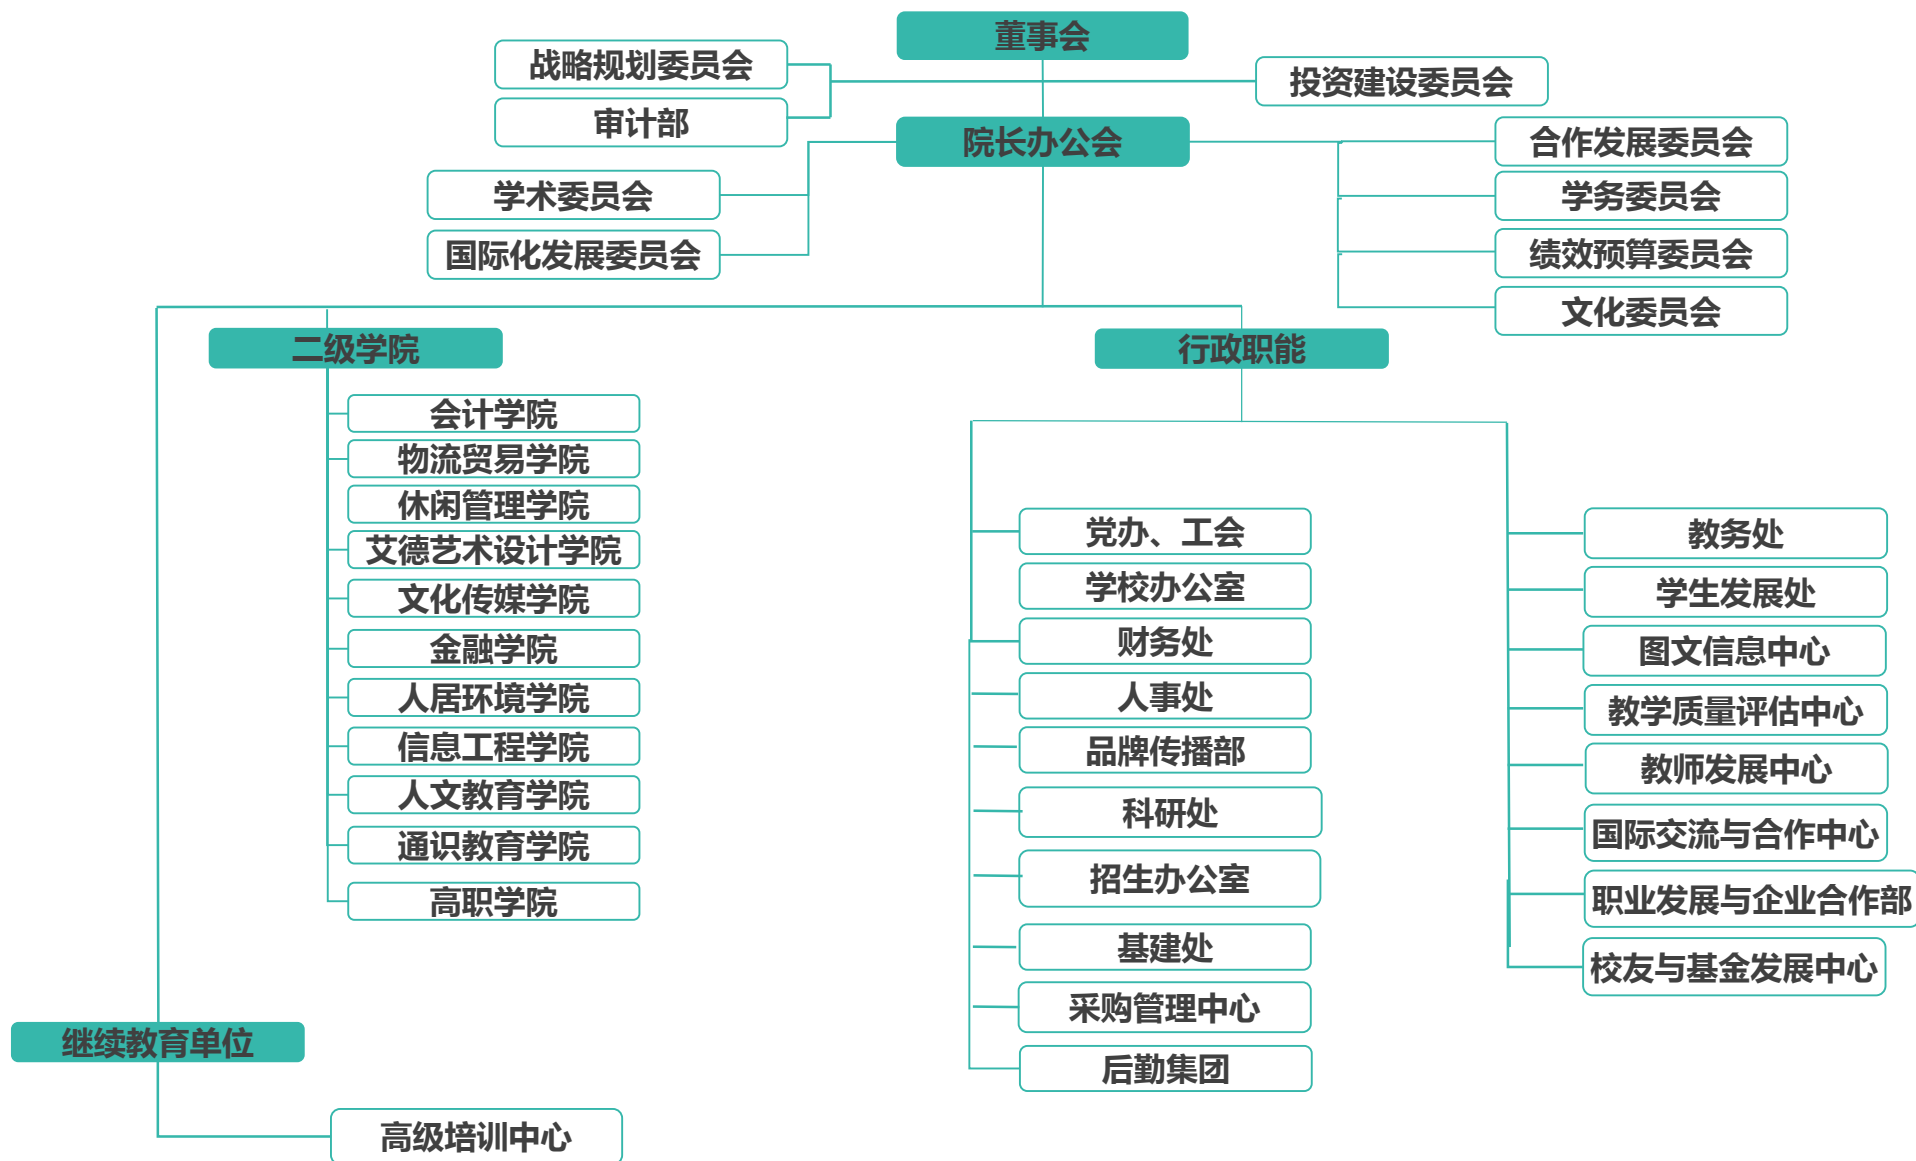 董事会
战略规划委员会
投资建设委员会
审计部
院长办公会
合作发展委员会
学术委员会
学务委员会
国际化发展委员会
绩效预算委员会
文化委员会
二级学院
会计学院
物流贸易学院
休闲管理学院
艾德艺术设计学院
文化传媒学院
金融学院
人居环境学院
信息工程学院
人文教育学院
通识教育学院
高职学院
行政职能
党办、工会
学校办公室
财务处
人事处
品牌传播部
科研处
招生办公室
基建处
采购管理中心
后勤集团
教务处
学生发展处
图文信息中心
教学质量评估中心
教师发展中心
国际交流与合作中心
职业发展与企业合作部
校友与基金发展中心
继续教育单位
高级培训中心